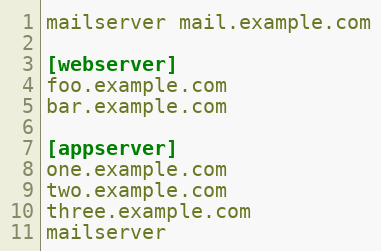 1 mailserver mail.example.com
2
3 [webserver]
4 foo.example.com
5 bar.example.com
6
7 [appserver]
8 one.example.com
9 two.example.com
10 three.example.com
11 mailserver